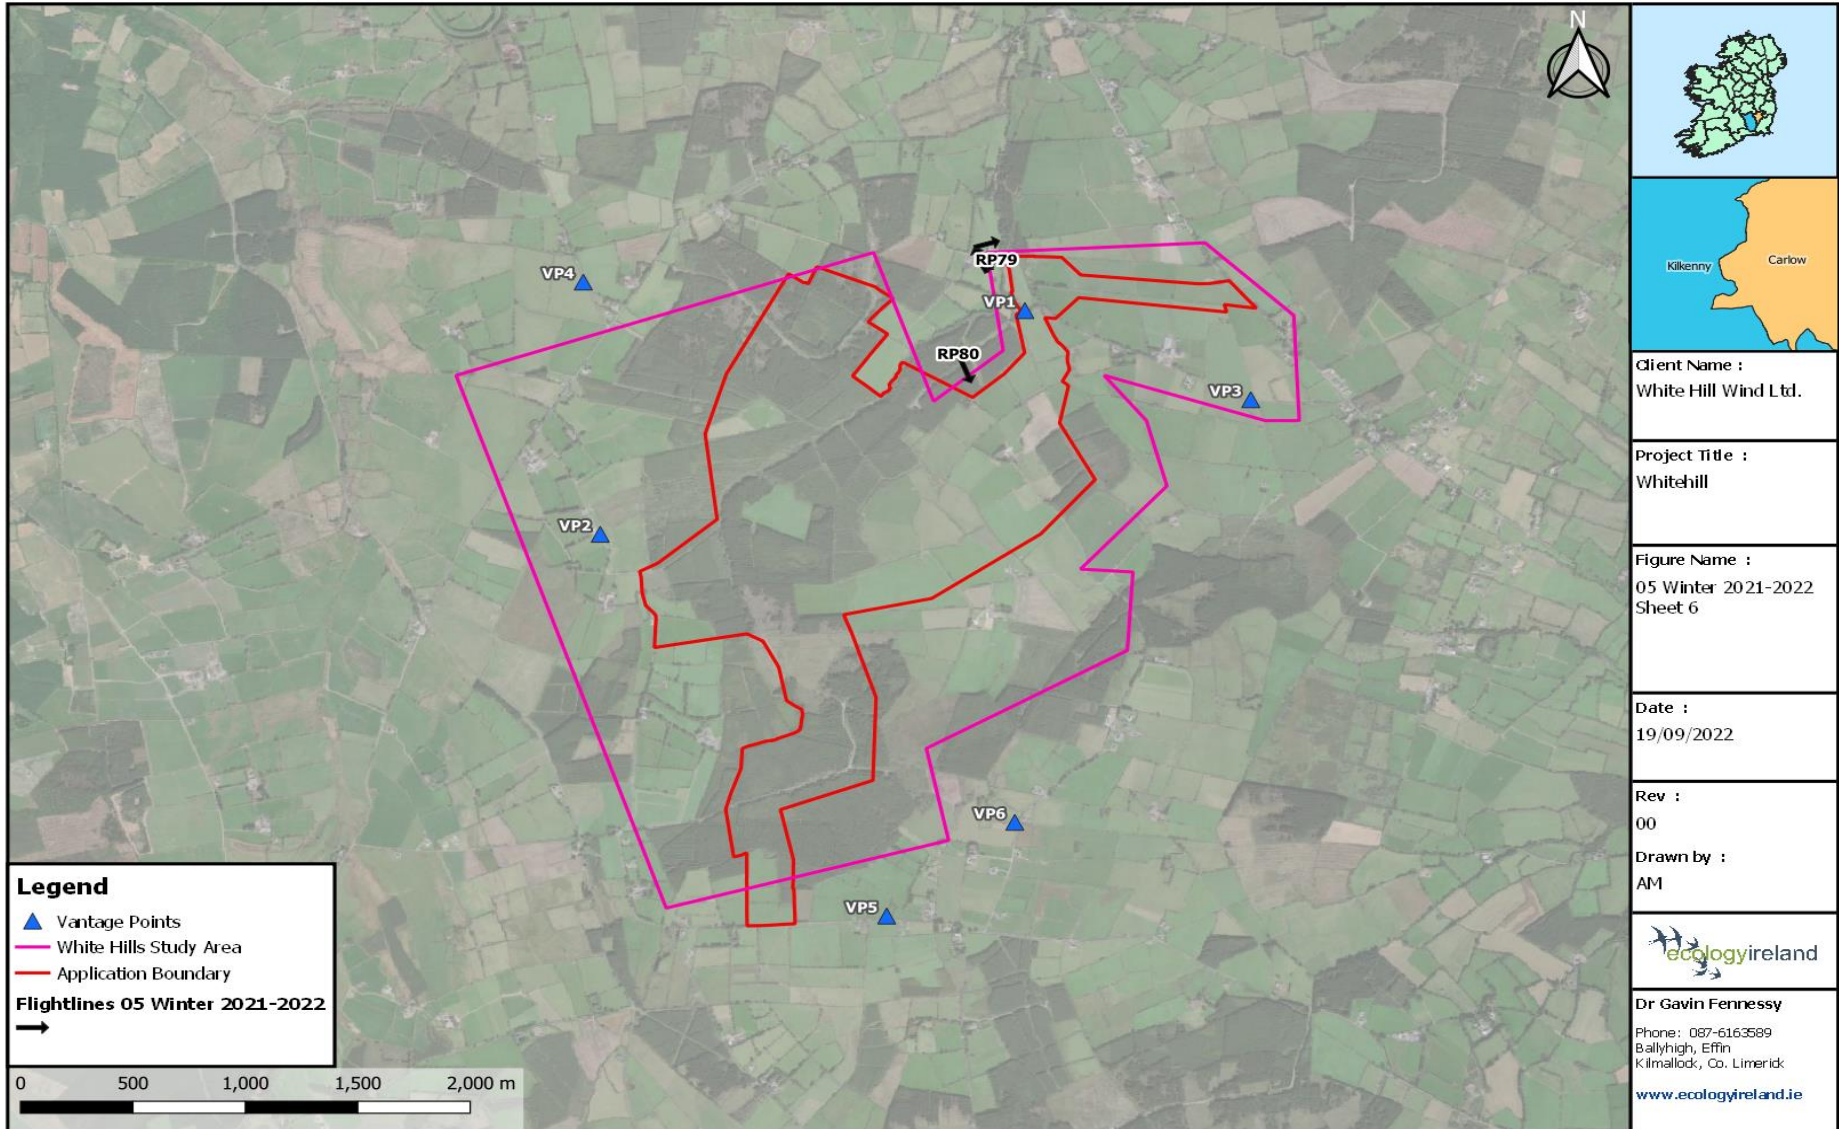 N
VP4
RP79
VP1
RP80
VP3
VP2
VP6
VP5
Legend
Vantage Points
White Hills Study Area
Application Boundary
Flightlines 05 Winter 2021-2022
0 500 1,000 1,500 2,000 m
Kilkenny
Carlow
Client Name :
White Hill Wind Ltd.
Project Title :
Whitehill
Figure Name :
05 Winter 2021-2022
Sheet 6
Date :
19/09/2022
Rev :
00
Drawn by :
AM
ecologyireland
Dr Gavin Fennessy
Phone: 087-6163589
Ballyhigh, Effin
Kilmallock, Co. Limerick
www.ecologyireland.ie